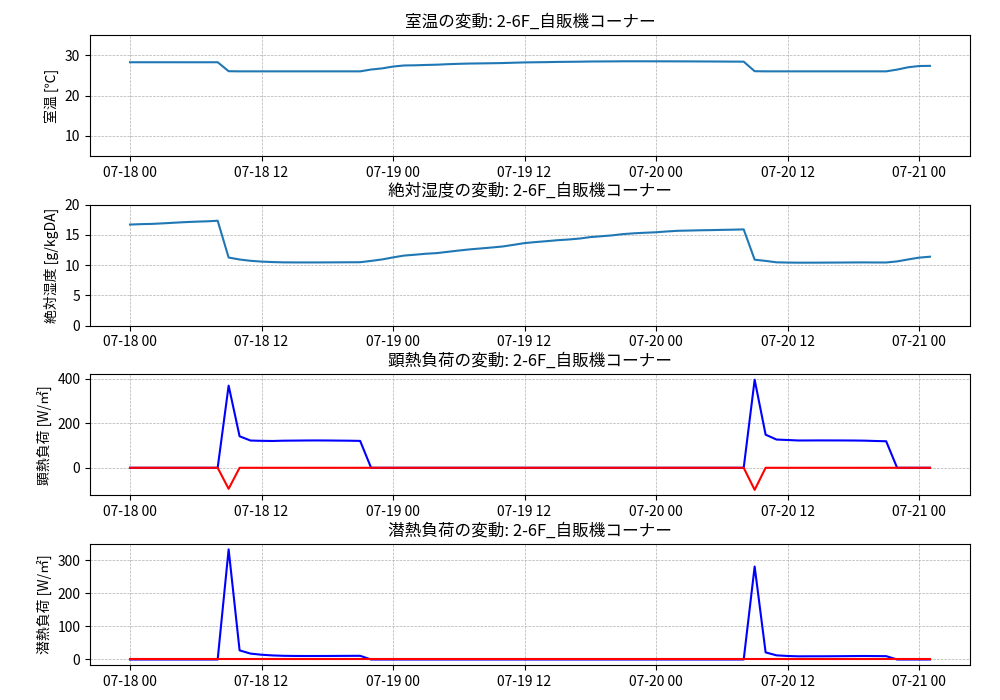 室温の変動: 2-6F_自販機コーナー
室温 [℃]
30
20
10
07-18 00 07-18 12 07-19 00 07-19 12 07-20 00 07-20 12 07-21 00
絶対湿度の変動: 2-6F_自販機コーナー
絶対湿度 [g/kgDA]
20
15
10
5
0
07-18 00 07-18 12 07-19 00 07-19 12 07-20 00 07-20 12 07-21 00
顕熱負荷の変動: 2-6F_自販機コーナー
顕熱負荷 [W/㎡]
400
200
0
07-18 00 07-18 12 07-19 00 07-19 12 07-20 00 07-20 12 07-21 00
潜熱負荷の変動: 2-6F_自販機コーナー
潜熱負荷 [W/㎡]
300
200
100
0
07-18 00 07-18 12 07-19 00 07-19 12 07-20 00 07-20 12 07-21 00